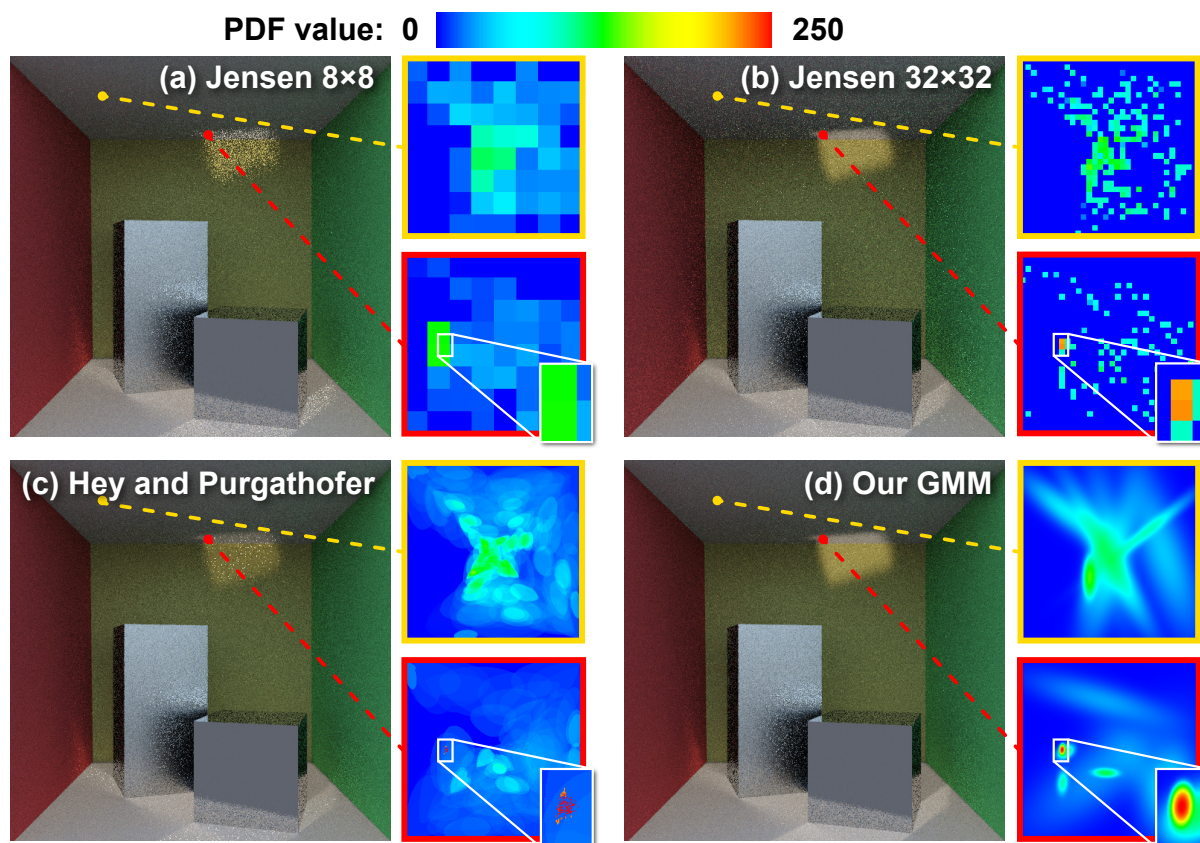 PDF value: 0 250
(a) Jensen 8×8
(b) Jensen 32×32
(c) Hey and Purgathofer
(d) Our GMM